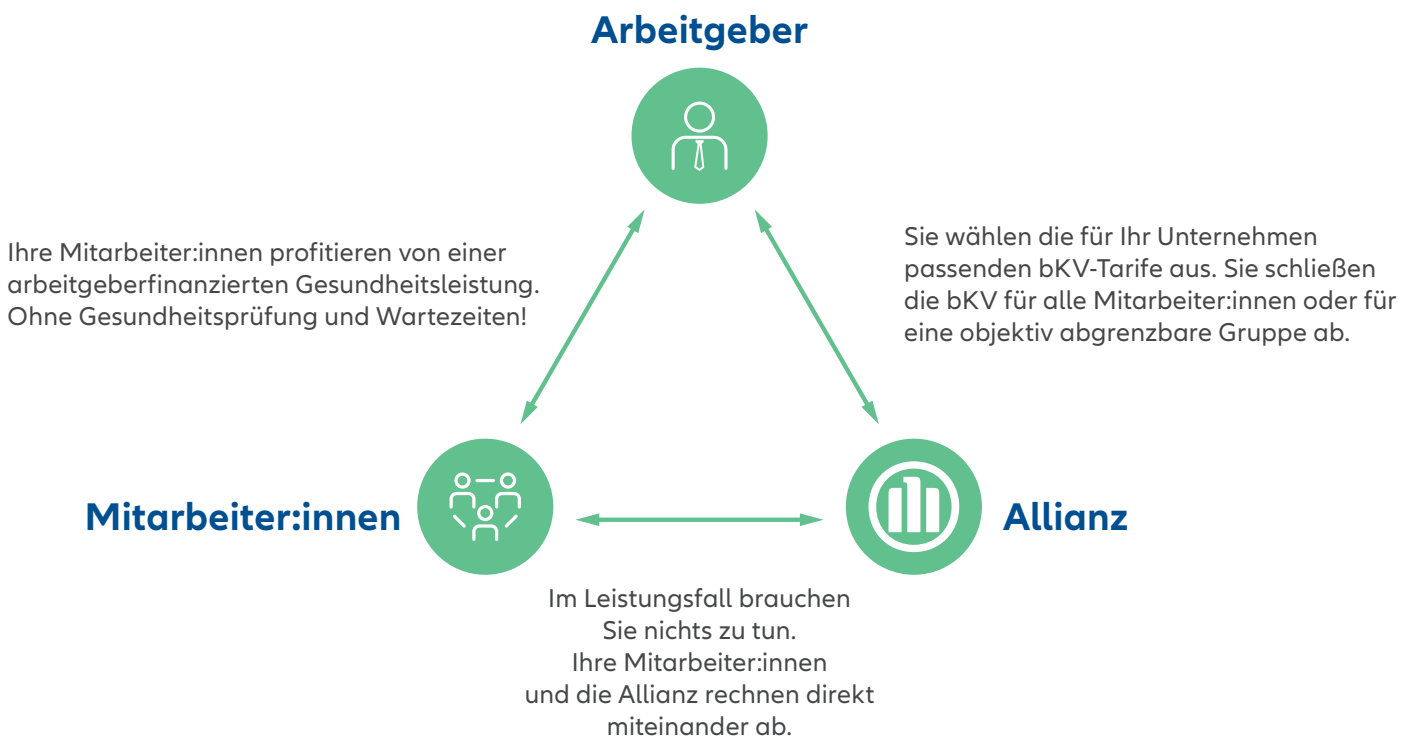 Arbeitgeber
Ihre Mitarbeiter:innen profitieren von einer
arbeitgeberfinanzierten Gesundheitsleistung.
Ohne Gesundheitsprüfung und Wartezeiten!
Sie wählen die für Ihr Unternehmen
passenden bKV-Tarife aus. Sie schließen
die bKV für alle Mitarbeiter:innen oder für
eine objektiv abgrenzbare Gruppe ab.
Mitarbeiter:innen
Allianz
Im Leistungsfall brauchen
Sie nichts zu tun.
Ihre Mitarbeiter:innen
und die Allianz rechnen direkt
miteinander ab.